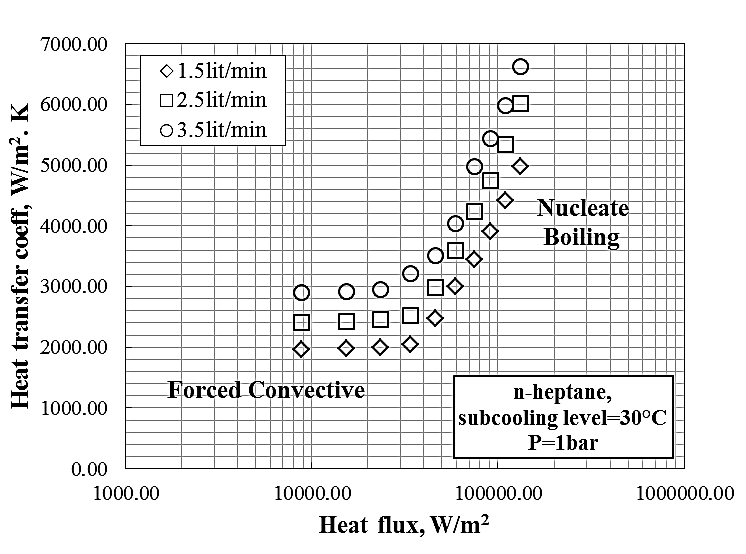 7000.00
6000.00
5000.00
4000.00
3000.00
2000.00
1000.00
0.00
Heat transfer coeff, W/m². K
1.5lit/min
2.5lit/min
3.5lit/min
Nucleate
Boiling
Forced Convective
n-heptane,
subcooling level=30°C
P=1bar
1000.00 10000.00 100000.00 1000000.00
Heat flux, W/m²